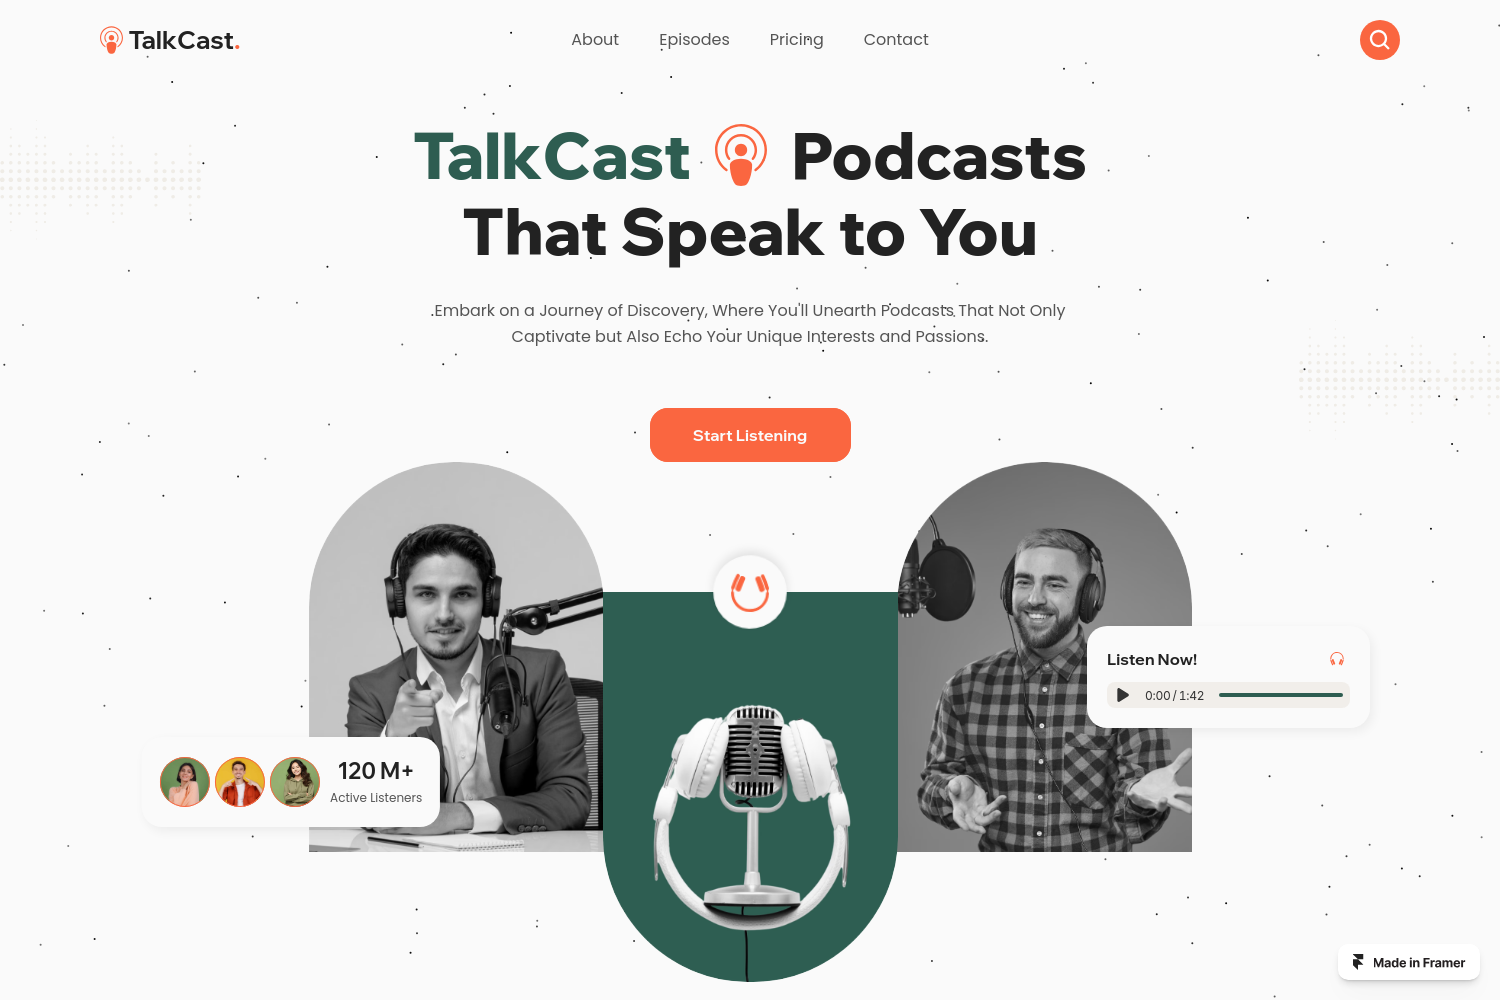 TalkCast.
About
Episodes
Pricing
Contact
TalkCast Podcasts
That Speak to You
Embark on a Journey of Discovery, Where You'll Unearth Podcasts That Not Only
Captivate but Also Echo Your Unique Interests and Passions.
Start Listening
Listen Now!
0:00 / 1:42
120 M+
Active Listeners
Made in Framer